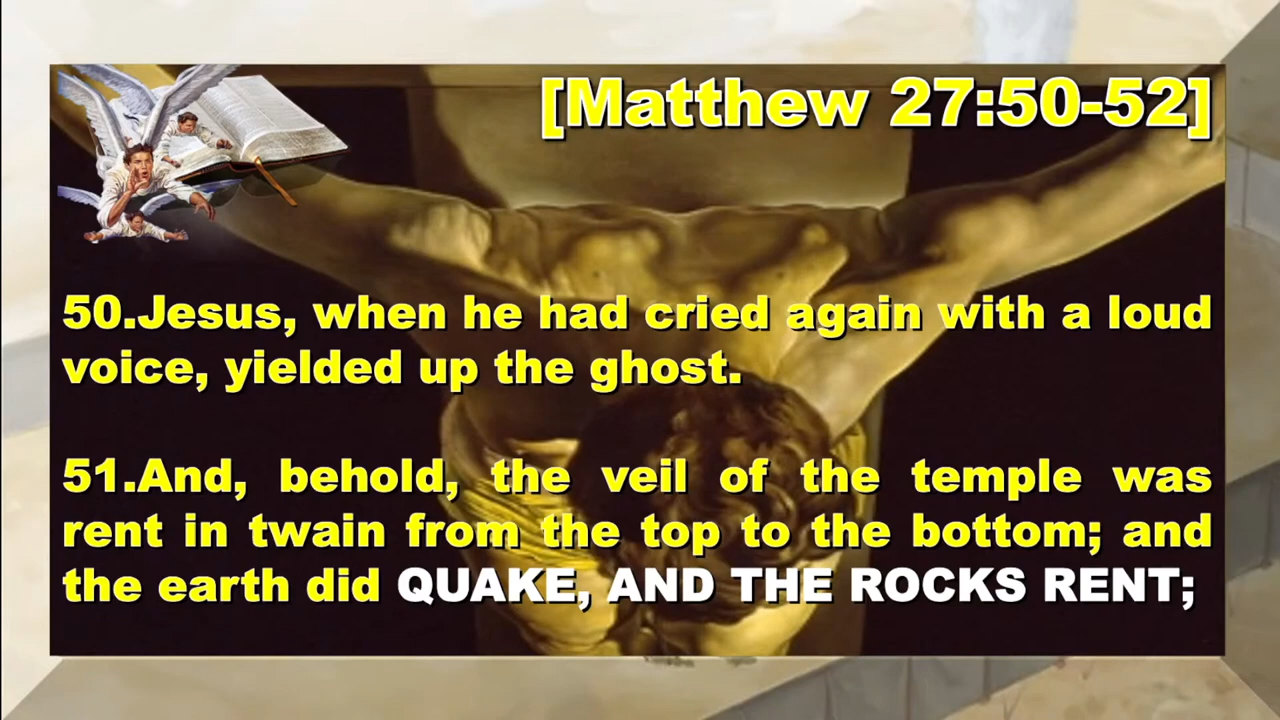 [Matthew 27:50-52]
50.Jesus, when he had cried again with a loud
voice, yielded up the ghost.
51.And, behold, the veil of the temple was
rent in twain from the top to the bottom; and
the earth did QUAKE, AND THE ROCKS RENT;